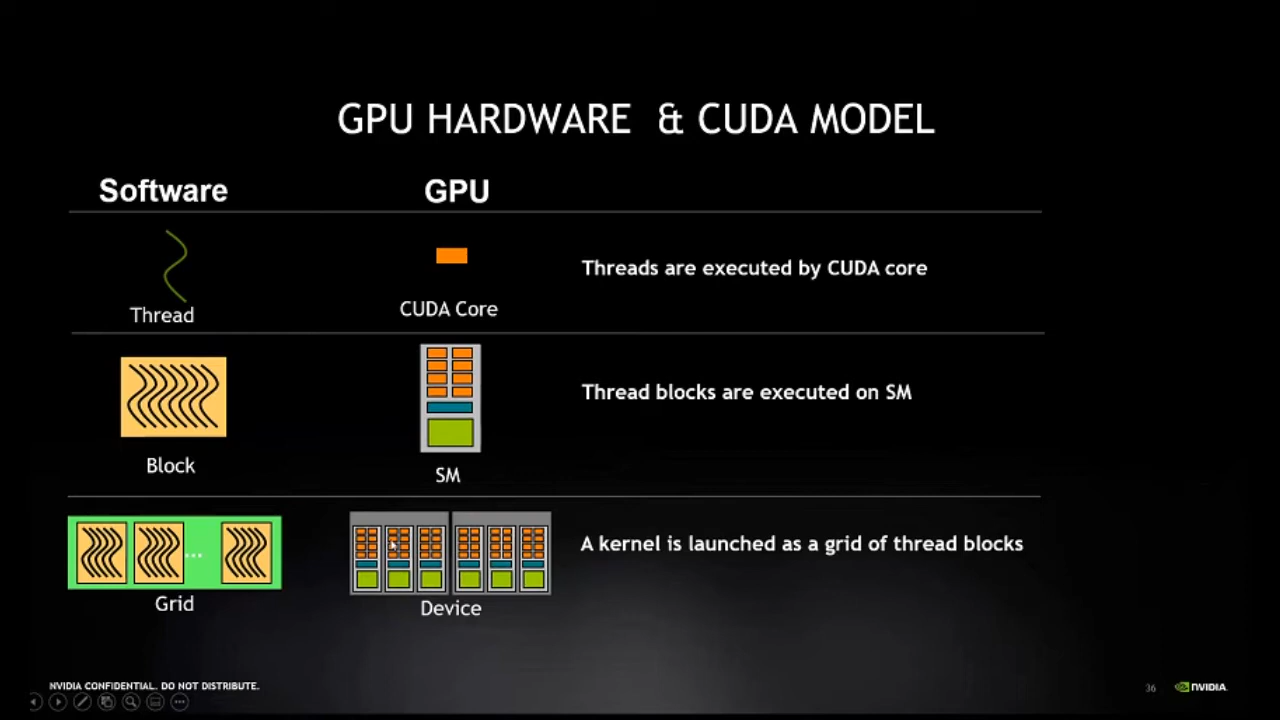 GPU HARDWARE & CUDA MODEL
Software GPU
Threads are executed by CUDA core
Thread CUDA Core
Thread blocks are executed on SM
Block SM
A kernel is launched as a grid of thread blocks
...
Grid Device
NVIDIA CONFIDENTIAL. DO NOT DISTRIBUTE.
36 NVIDIA.